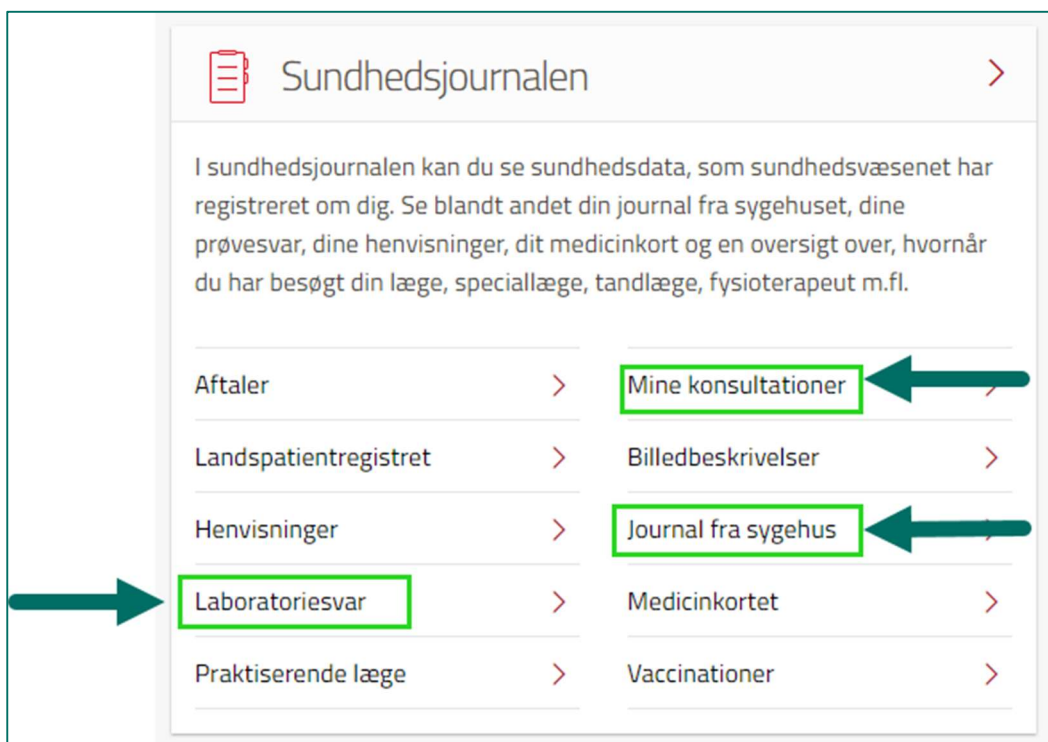 Sundhedsjournalen
I sundhedsjournalen kan du se sundhedsdata, som sundhedsvæsenet har
registreret om dig. Se blandt andet din journal fra sygehuset, dine
prøvesvar, dine henvisninger, dit medicinkort og en oversigt over, hvornår
du har besøgt din læge, speciallæge, tandlæge, fysioterapeut m.fl.
Aftaler
Mine konsultationer
Landspatientregistret
Billedbeskrivelser
Henvisninger
Journal fra sygehus
Laboratoriesvar
Medicinkortet
Praktiserende læge
Vaccinationer